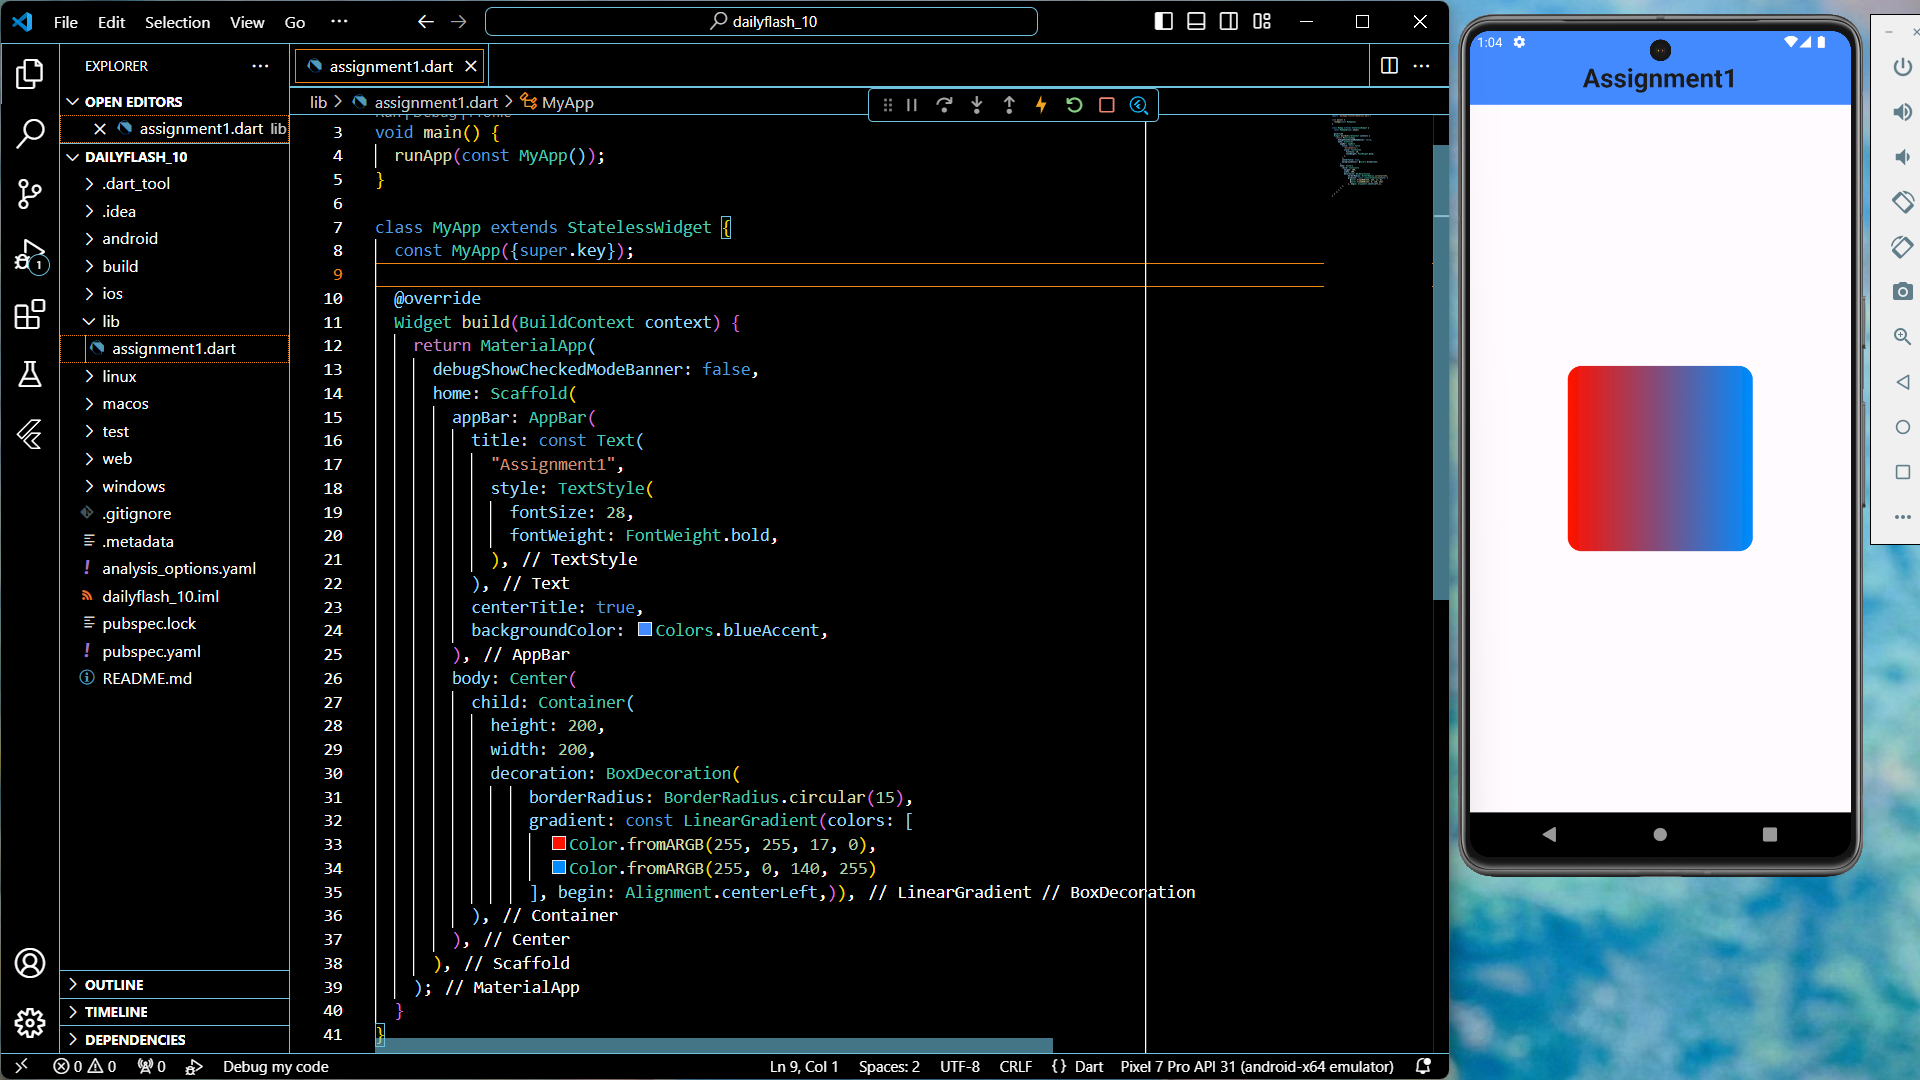 File Edit Selection View Go ··· dailyflash_10
EXPLORER
OPEN EDITORS
assignment1.dart lib
DAILYFLASH_10
.dart_tool
.idea
android
build
ios
lib
assignment1.dart
linux
macos
test
web
windows
.gitignore
.metadata
analysis_options.yaml
dailyflash_10.iml
pubspec.lock
pubspec.yaml
README.md
OUTLINE
TIMELINE
DEPENDENCIES
1
assignment1.dart
lib > assignment1.dart > MyApp
3 void main() {
4 runApp(const MyApp());
5 }
6
7 class MyApp extends StatelessWidget {
8 const MyApp({super.key});
9
10 @override
11 Widget build(BuildContext context) {
12 return MaterialApp(
13 debugShowCheckedModeBanner: false,
14 home: Scaffold(
15 appBar: AppBar(
16 title: const Text(
17 "Assignment1",
18 style: TextStyle(
19 fontSize: 28,
20 fontWeight: FontWeight.bold,
21 ), // TextStyle
22 ), // Text
23 centerTitle: true,
24 backgroundColor: Colors.blueAccent,
25 ), // AppBar
26 body: Center(
27 child: Container(
28 height: 200,
29 width: 200,
30 decoration: BoxDecoration(
31 borderRadius: BorderRadius.circular(15),
32 gradient: const LinearGradient(colors: [
33 Color.fromARGB(255, 255, 17, 0),
34 Color.fromARGB(255, 0, 140, 255)
35 ], begin: Alignment.centerLeft,)), // LinearGradient // BoxDecoration
36 ), // Container
37 ), // Center
38 ), // Scaffold
39 ); // MaterialApp
40 }
41 }
0 0 0 Debug my code Ln 9, Col 1 Spaces: 2 UTF-8 CRLF {} Dart Pixel 7 Pro API 31 (android-x64 emulator)
1:04
Assignment1